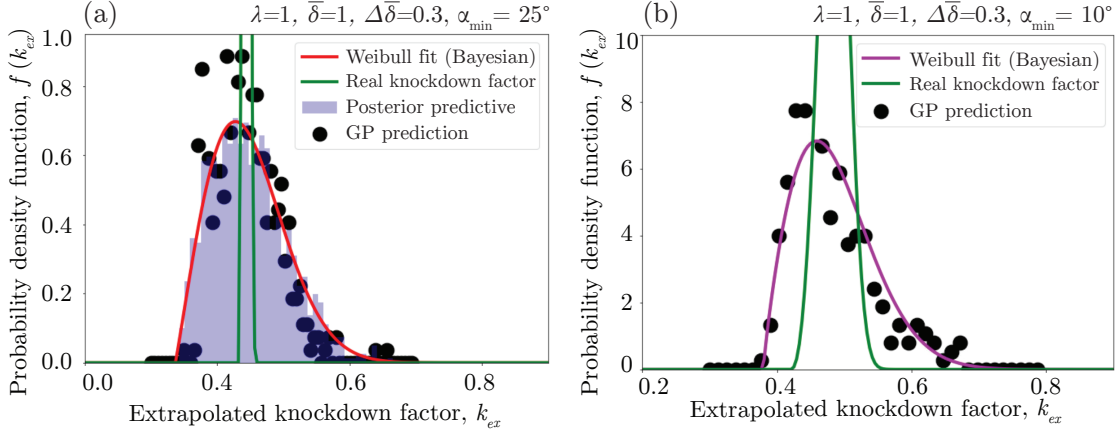 (a) λ=1, δ̅=1, Δδ̅=0.3, α_min = 25°
1.0
0.8
0.6
0.4
0.2
0.0
Probability density function, f (k_ex)
Weibull fit (Bayesian)
Real knockdown factor
Posterior predictive
GP prediction
0.0 0.4 0.6 0.8
Extrapolated knockdown factor, k_ex
(b) λ=1, δ̅=1, Δδ̅=0.3, α_min = 10°
10
8
6
4
2
0
Probability density function, f (k_ex)
Weibull fit (Bayesian)
Real knockdown factor
GP prediction
0.2 0.4 0.6 0.8
Extrapolated knockdown factor, k_ex